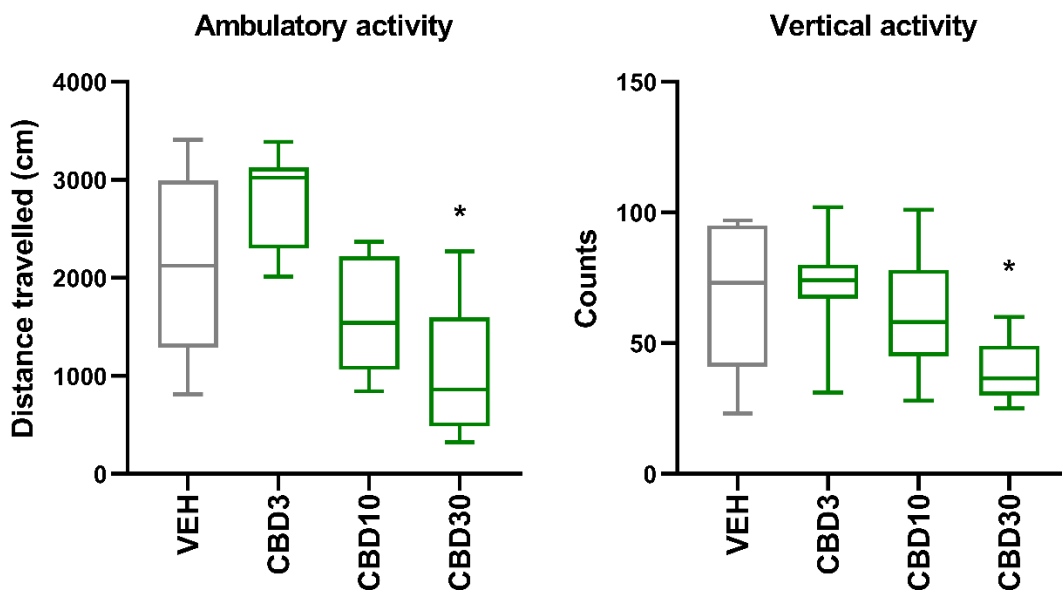 Ambulatory activity
Distance travelled (cm)
4000
3000
2000
1000
0
*
VEH
CBD3
CBD10
CBD30
Vertical activity
Counts
150
100
50
0
*
VEH
CBD3
CBD10
CBD30